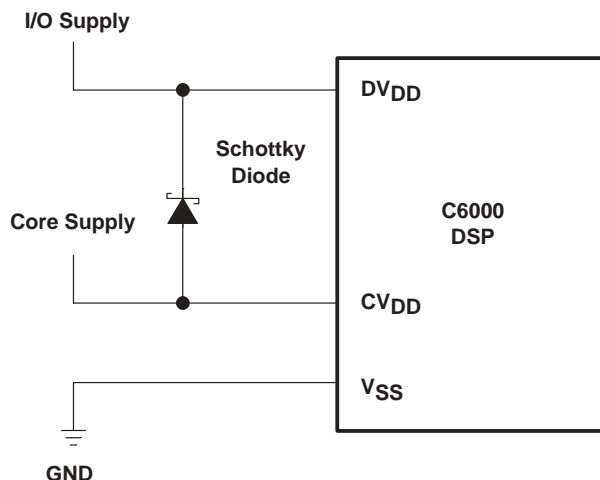 I/O Supply
DVDD
Schottky
Diode
C6000
DSP
Core Supply
CVDD
VSS
GND